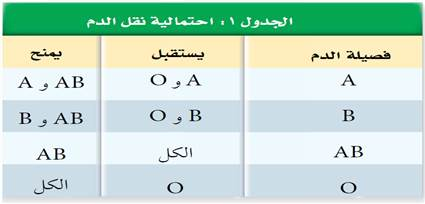 الجدول ١: احتمالية نقل الدم
فصيلة الدم يستقبل يمنح
A A و O AB و A
B B و O AB و B
AB الكل AB
O O الكل